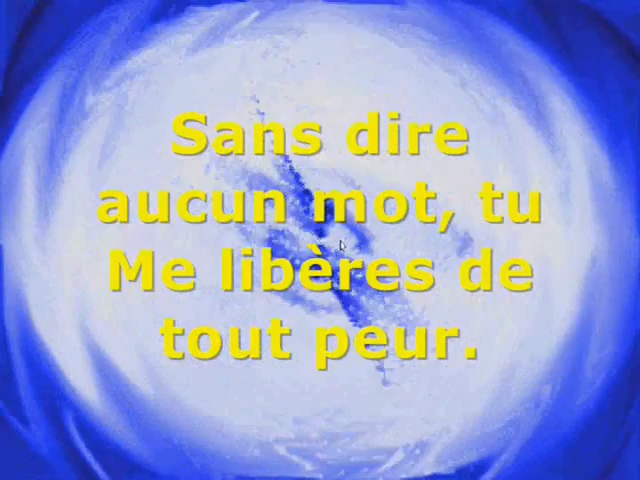 Sans dire
aucun mot, tu
Me libères de
tout peur.